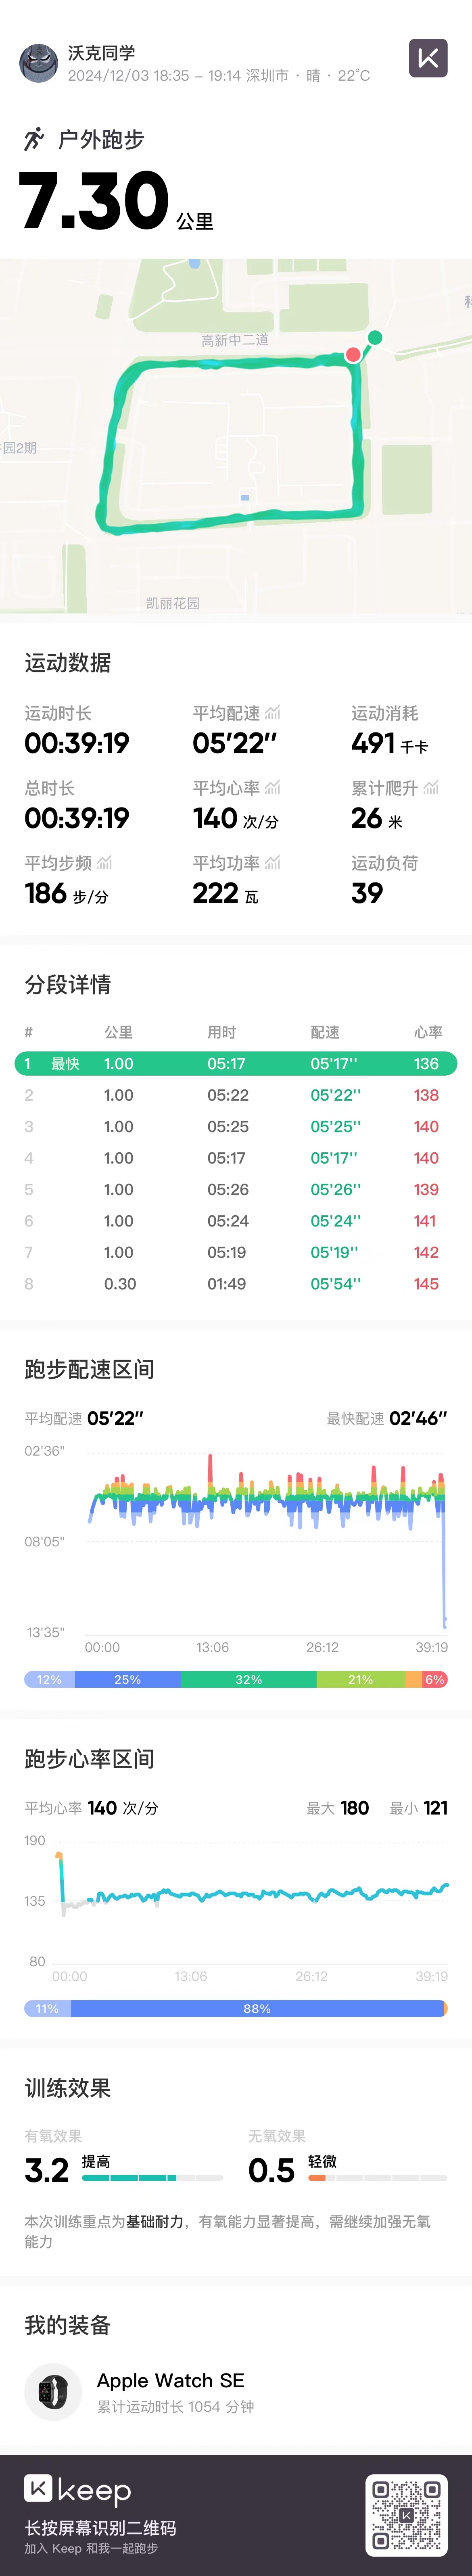 沃克同学
2024/12/03 18:35 – 19:14 深圳市 · 晴 · 22°C
户外跑步
7.30 公里
高新中二道
园2期
凯丽花园
运动数据
运动时长 平均配速 运动消耗
00:39:19 05'22'' 491 千卡
总时长 平均心率 累计爬升
00:39:19 140 次/分 26 米
平均步频 平均功率 运动负荷
186 步/分 222 瓦 39
分段详情
# 公里 用时 配速 心率
1 最快 1.00 05:17 05'17'' 136
2 1.00 05:22 05'22'' 138
3 1.00 05:25 05'25'' 140
4 1.00 05:17 05'17'' 140
5 1.00 05:26 05'26'' 139
6 1.00 05:24 05'24'' 141
7 1.00 05:19 05'19'' 142
8 0.30 01:49 05'54'' 145
跑步配速区间
平均配速 05'22'' 最快配速 02'46''
02'36"
08'05"
13'35"
00:00 13:06 26:12 39:19
12% 25% 32% 21% 6%
跑步心率区间
平均心率 140 次/分 最大 180 最小 121
190
135
80
00:00 13:06 26:12 39:19
11% 88%
训练效果
有氧效果 无氧效果
3.2 提高 0.5 轻微
本次训练重点为基础耐力，有氧能力显著提高，需继续加强无氧
能力
我的装备
Apple Watch SE
累计运动时长 1054 分钟
keep
长按屏幕识别二维码
加入 Keep 和我一起跑步